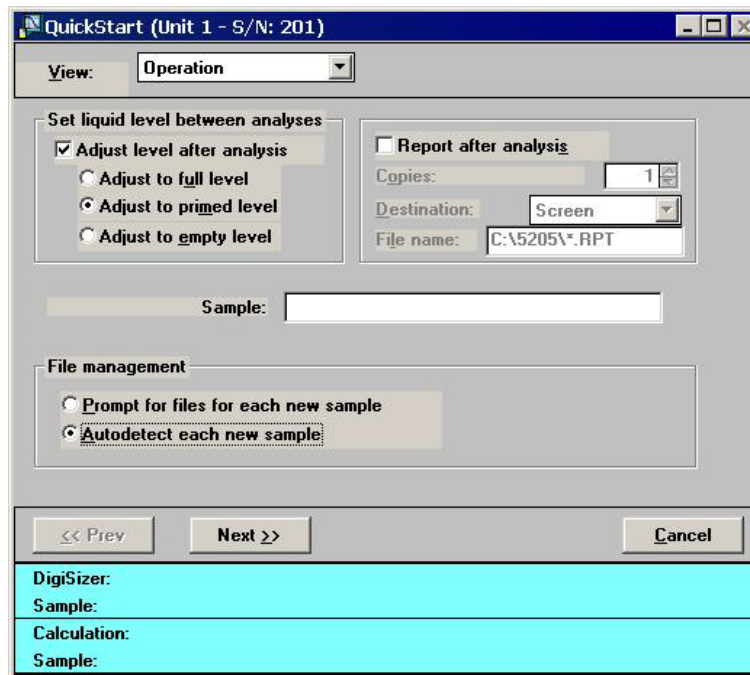 QuickStart (Unit 1 - S/N: 201)
View: Operation
Set liquid level between analyses
Adjust level after analysis
Adjust to full level
Adjust to primed level
Adjust to empty level
Report after analysis
Copies: 1
Destination: Screen
File name: C:\5205\*.RPT
Sample:
File management
Prompt for files for each new sample
Autodetect each new sample
<< Prev Next >> Cancel
DigiSizer:
Sample:
Calculation:
Sample: